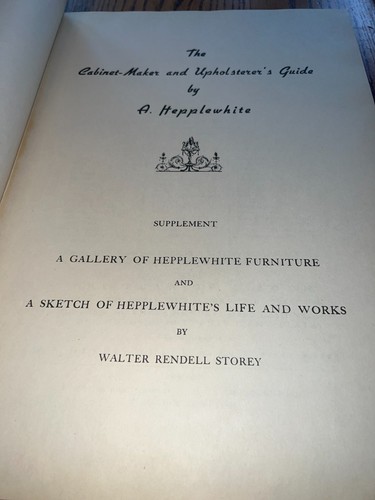 The
Cabinet-Maker and Upholsterer's Guide
by
A. Hepplewhite
SUPPLEMENT
A GALLERY OF HEPPLEWHITE FURNITURE
AND
A SKETCH OF HEPPLEWHITE'S LIFE AND WORKS
BY
WALTER RENDELL STOREY